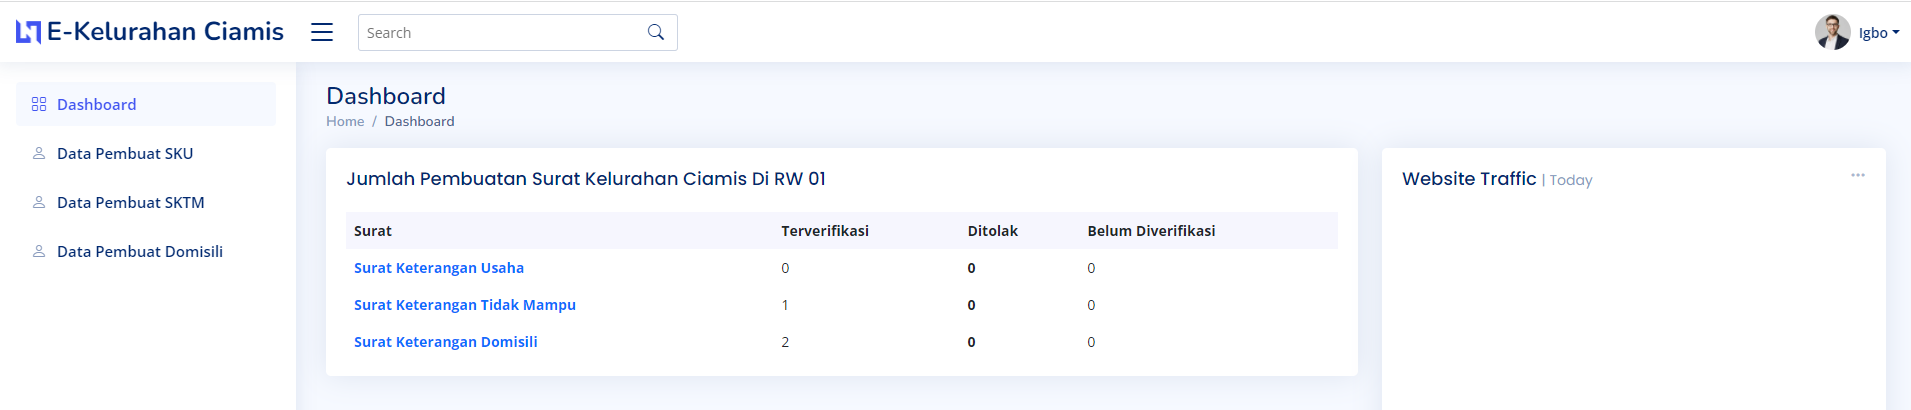 E-Kelurahan Ciamis
Search
Igbo
Dashboard
Data Pembuat SKU
Data Pembuat SKTM
Data Pembuat Domisili
Dashboard
Home / Dashboard
Jumlah Pembuatan Surat Kelurahan Ciamis Di RW 01
Surat Terverifikasi Ditolak Belum Diverifikasi
Surat Keterangan Usaha 0 0 0
Surat Keterangan Tidak Mampu 1 0 0
Surat Keterangan Domisili 2 0 0
Website Traffic | Today